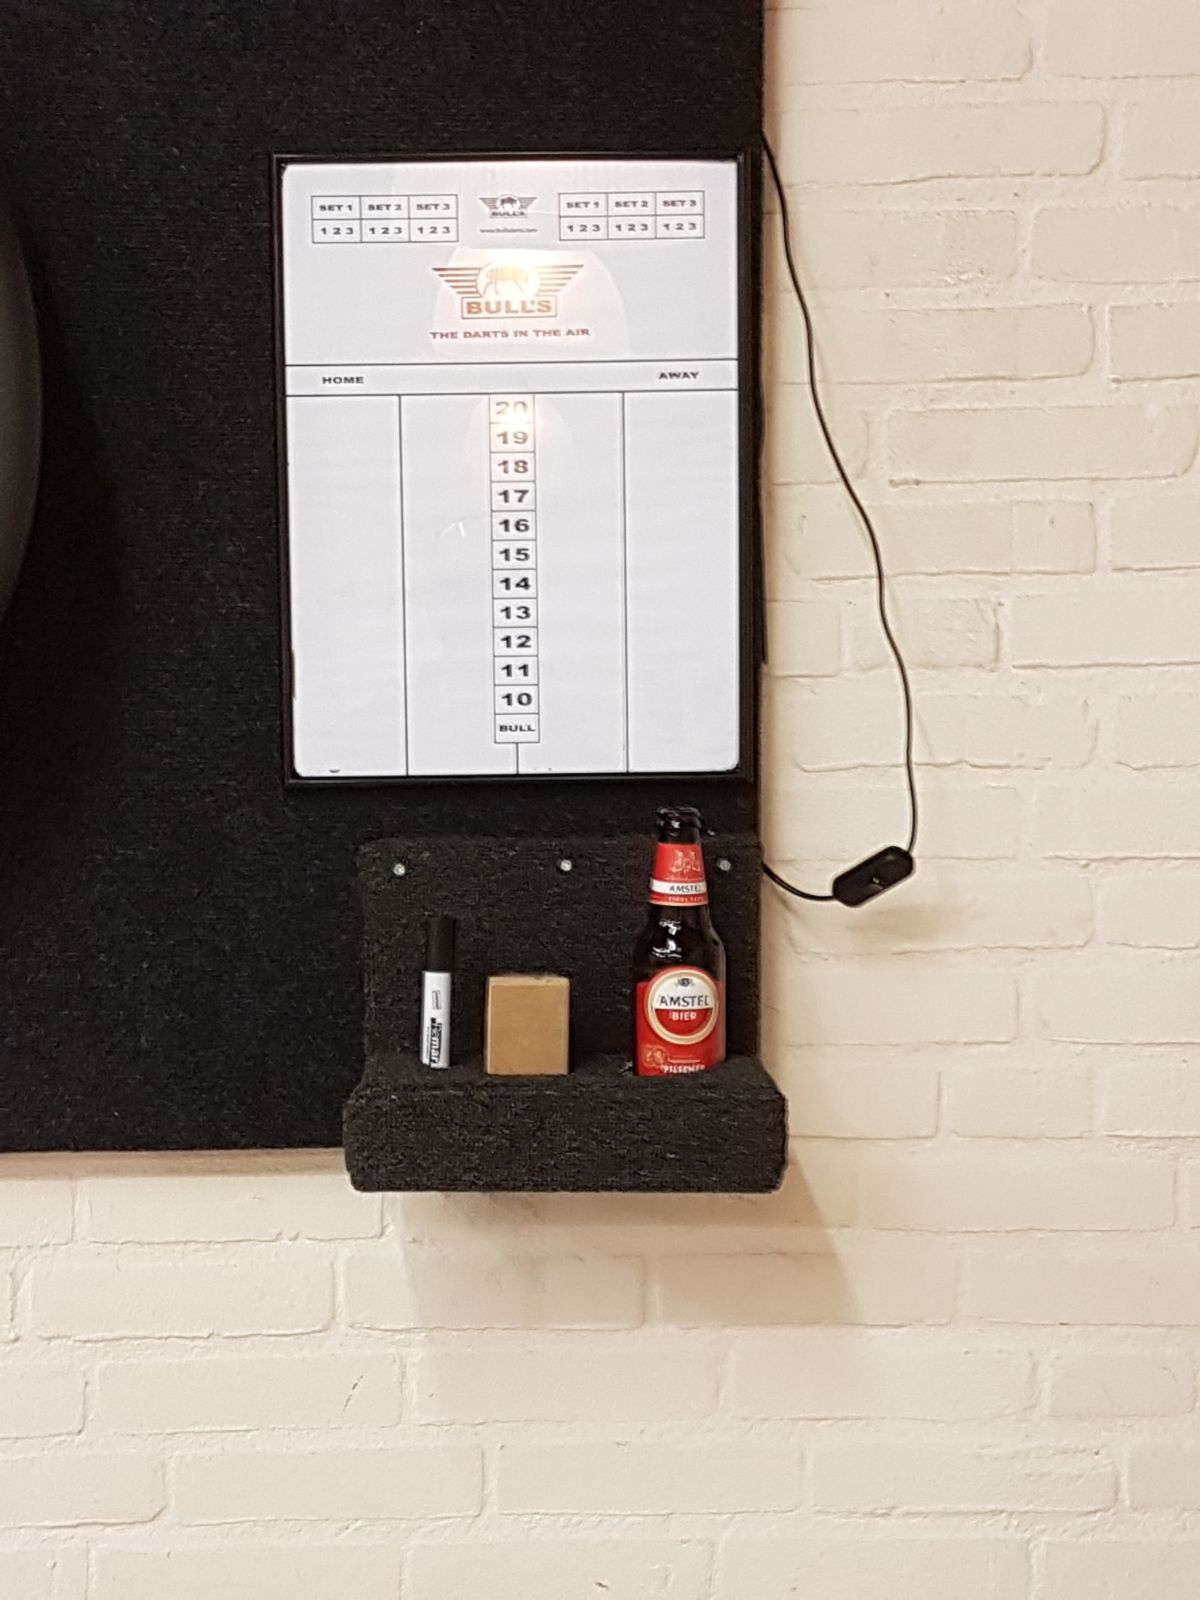 SET 1 SET 2 SET 3
1 2 3 1 2 3 1 2 3
BULL'S
SET 1 SET 2 SET 3
1 2 3 1 2 3 1 2 3
BULL'S
THE DARTS IN THE AIR
HOME AWAY
20
19
18
17
16
15
14
13
12
11
10
BULL
AMSTEL
AMSTEL
BIER
PILSENER